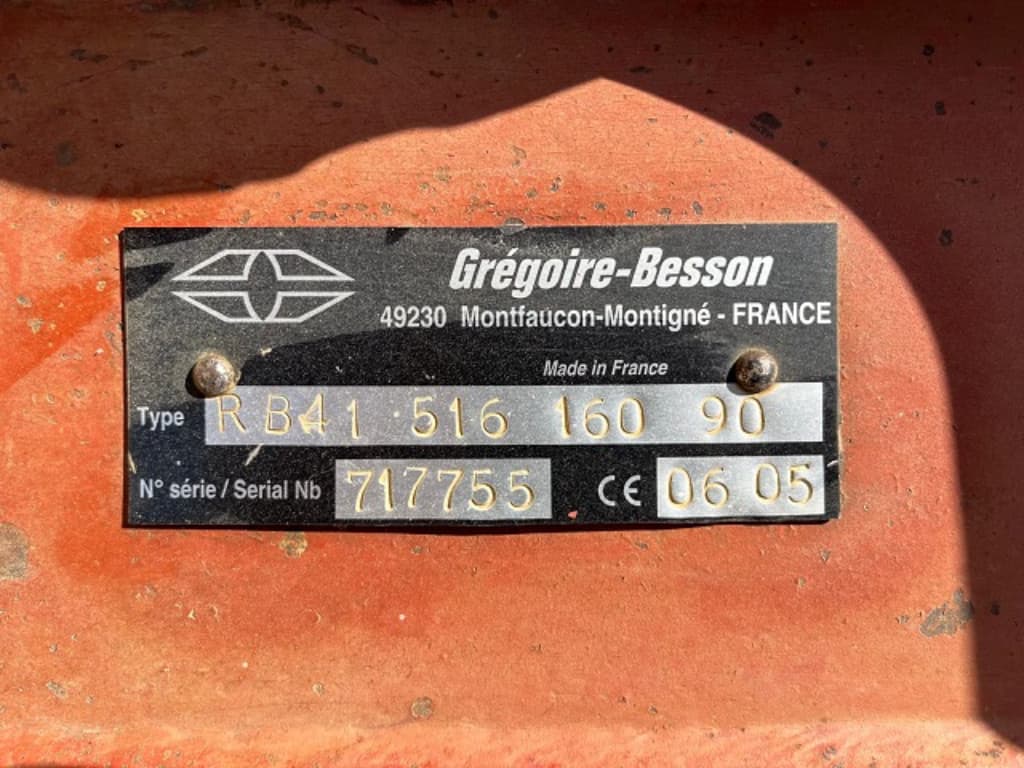 Grégoire-Besson
49230 Montfaucon-Montigné - FRANCE
Made in France
Type RB41 516 160 90
N° série / Serial Nb 717755 CE 06 05